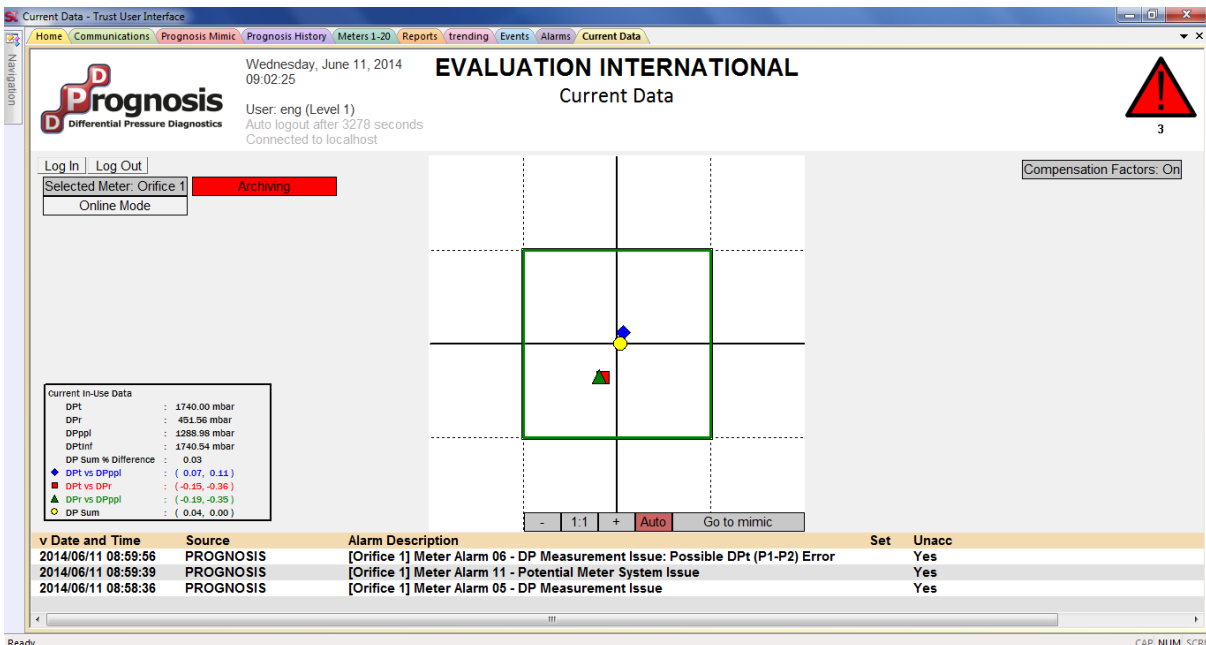 Current Data - Trust User Interface
Home Communications Prognosis Mimic Prognosis History Meters 1-20 Reports trending Events Alarms Current Data
Navigation
DP Prognosis
D Differential Pressure Diagnostics
Wednesday, June 11, 2014
09:02:25
User: eng (Level 1)
Auto logout after 3278 seconds
Connected to localhost
EVALUATION INTERNATIONAL
Current Data
3
Log In Log Out
Selected Meter: Orifice 1 Archiving
Online Mode
Compensation Factors: On
Current In-Use Data
DPt : 1740.00 mbar
DPr : 451.56 mbar
DPppl : 1288.98 mbar
DPtinf : 1740.54 mbar
DP Sum % Difference : 0.03
DPt vs DPppl : ( 0.07, 0.11 )
DPt vs DPr : ( -0.15, -0.36 )
DPr vs DPppl : ( -0.19, -0.35 )
DP Sum : ( 0.04, 0.00 )
- 1:1 + Auto Go to mimic
v Date and Time Source Alarm Description Set Unacc
2014/06/11 08:59:56 PROGNOSIS [Orifice 1] Meter Alarm 06 - DP Measurement Issue: Possible DPt (P1-P2) Error Yes
2014/06/11 08:59:39 PROGNOSIS [Orifice 1] Meter Alarm 11 - Potential Meter System Issue Yes
2014/06/11 08:58:36 PROGNOSIS [Orifice 1] Meter Alarm 05 - DP Measurement Issue Yes
Ready
CAP NUM SCRL